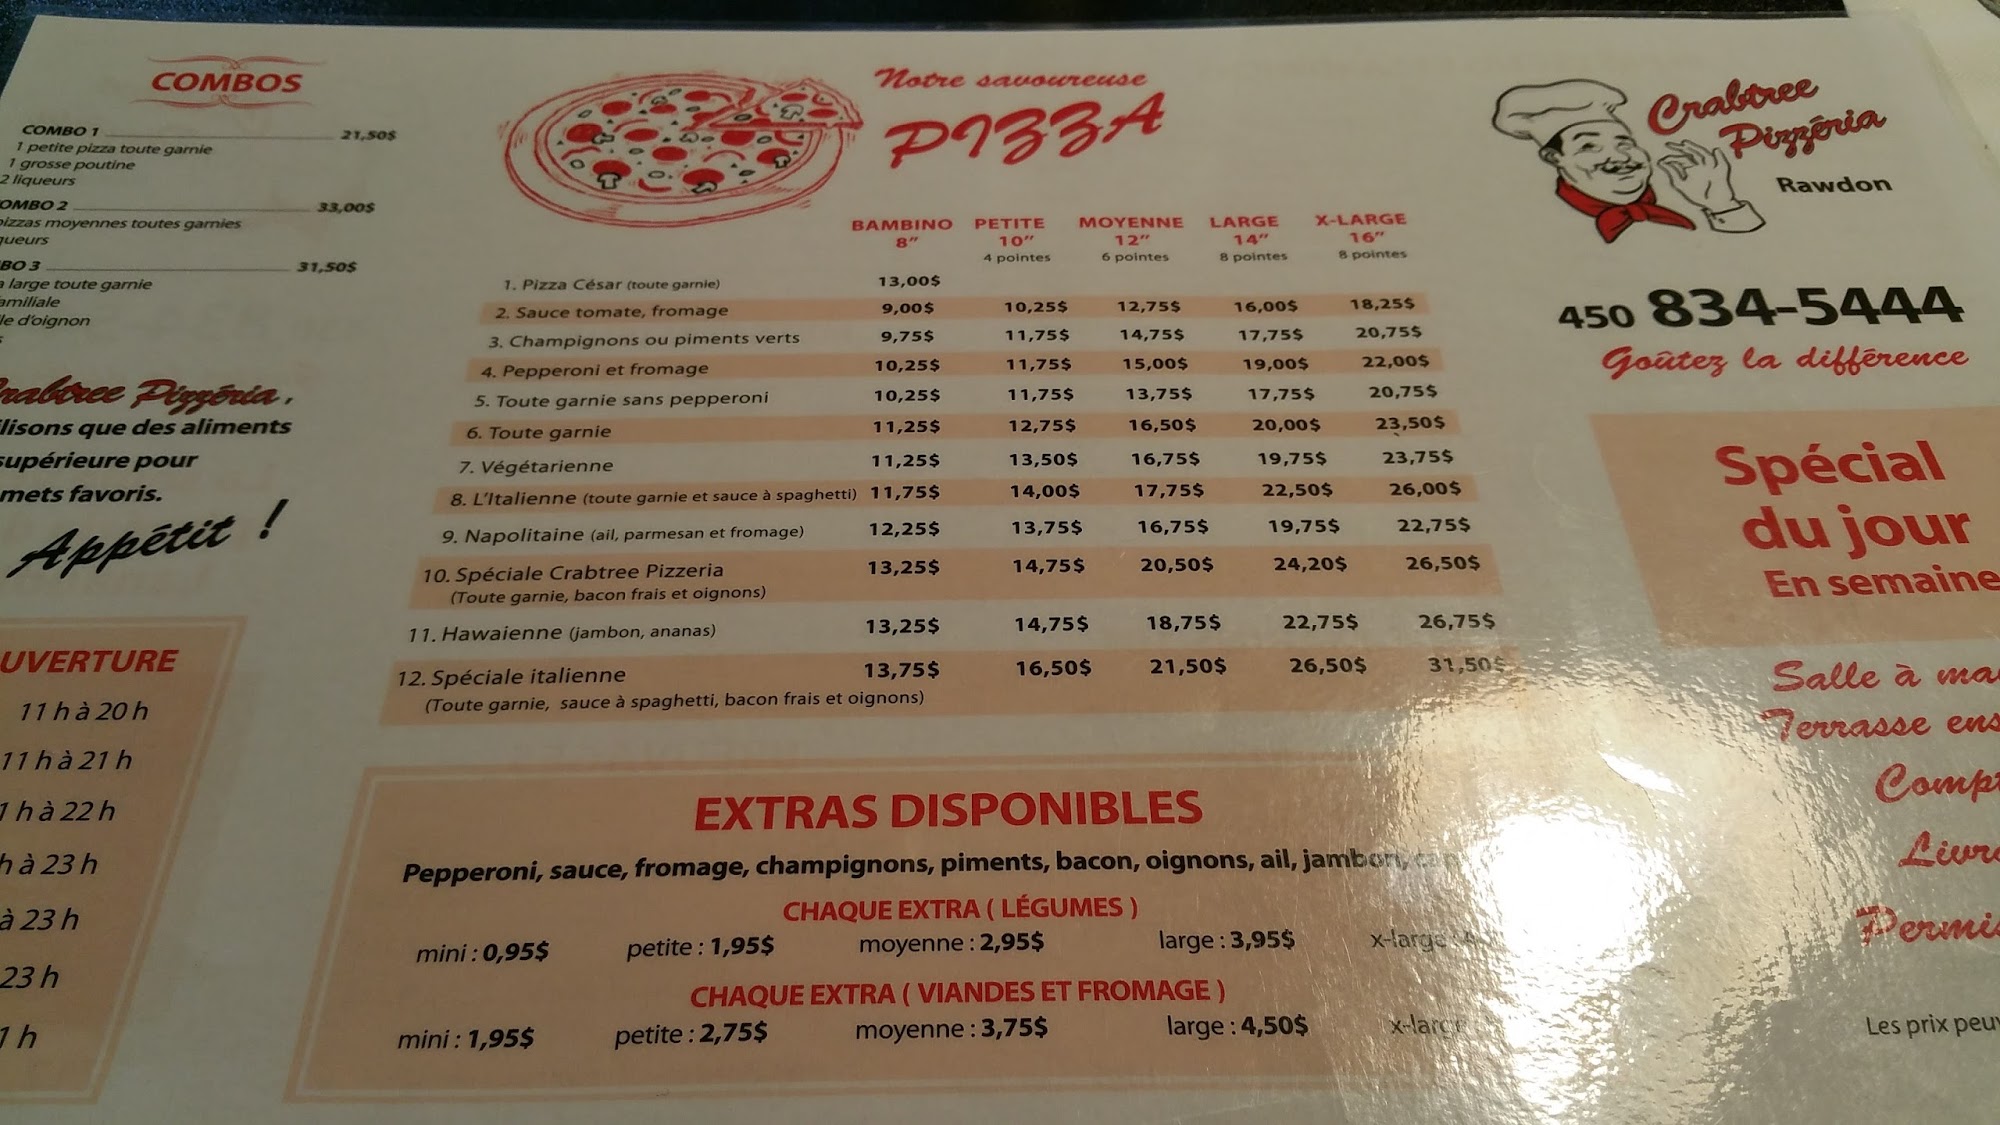 COMBOS
COMBO 1 21,50$
1 petite pizza toute garnie
1 grosse poutine
2 liqueurs
2 33,00$
moyennes toutes garnies
3 31,50$
large toute garnie
d'oignon
Pizzéria,
que des aliments
supérieure pour
mets favoris.
Appétit !
11 h à 20 h
11 h à 21 h
h à 22 h
h à 23 h
à 23 h
23 h
h
Notre savoureuse
PIZZA
BAMBINO PETITE MOYENNE LARGE X-LARGE
8" 10" 12" 14" 16"
4 pointes 6 pointes 8 pointes 8 pointes
1. Pizza César (toute garnie) 13,00$
2. Sauce tomate, fromage 9,00$ 10,25$ 12,75$ 16,00$ 18,25$
3. Champignons ou piments verts 9,75$ 11,75$ 14,75$ 17,75$ 20,75$
4. Pepperoni et fromage 10,25$ 11,75$ 15,00$ 19,00$ 22,00$
5. Toute garnie sans pepperoni 10,25$ 11,75$ 13,75$ 17,75$ 20,75$
6. Toute garnie 11,25$ 12,75$ 16,50$ 20,00$ 23,50$
7. Végétarienne 11,25$ 13,50$ 16,75$ 19,75$ 23,75$
8. L'Italienne (toute garnie et sauce à spaghetti) 11,75$ 14,00$ 17,75$ 22,50$ 26,00$
9. Napolitaine (ail, parmesan et fromage) 12,25$ 13,75$ 16,75$ 19,75$ 22,75$
10. Spéciale Crabtree Pizzeria 13,25$ 14,75$ 20,50$ 24,20$ 26,50$
(Toute garnie, bacon frais et oignons)
11. Hawaienne (jambon, ananas) 13,25$ 14,75$ 18,75$ 22,75$ 26,75$
12. Spéciale italienne 13,75$ 16,50$ 21,50$ 26,50$ 31,50$
(Toute garnie, sauce à spaghetti, bacon frais et oignons)
EXTRAS DISPONIBLES
Pepperoni, sauce, fromage, champignons, piments, bacon, oignons, ail, jambon,
CHAQUE EXTRA ( LÉGUMES )
mini : 0,95$ petite : 1,95$ moyenne : 2,95$ large : 3,95$ x-large
CHAQUE EXTRA ( VIANDES ET FROMAGE )
mini : 1,95$ petite : 2,75$ moyenne : 3,75$ large : 4,50$ x-large
Crabtree
Pizzéria
Rawdon
450 834-5444
Goûtez la différence
Spécial
du jour
En semaine
Salle à
Terrasse
Les prix